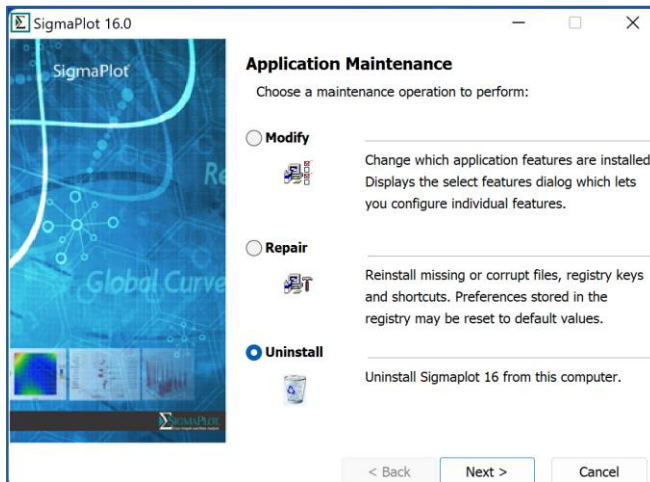 SigmaPlot 16.0
SigmaPlot
Global Curve
SIGMAPLOT
Application Maintenance
Choose a maintenance operation to perform:
Modify
Change which application features are installed
Displays the select features dialog which lets
you configure individual features.
Repair
Reinstall missing or corrupt files, registry keys
and shortcuts. Preferences stored in the
registry may be reset to default values.
Uninstall
Uninstall Sigmaplot 16 from this computer.
< Back
Next >
Cancel